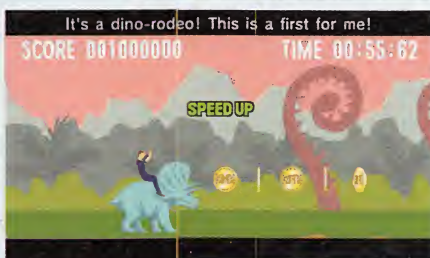 It's a dino-rodeo! This is a first for me!
SCORE 001000000 TIME 00:55:62
SPEED UP